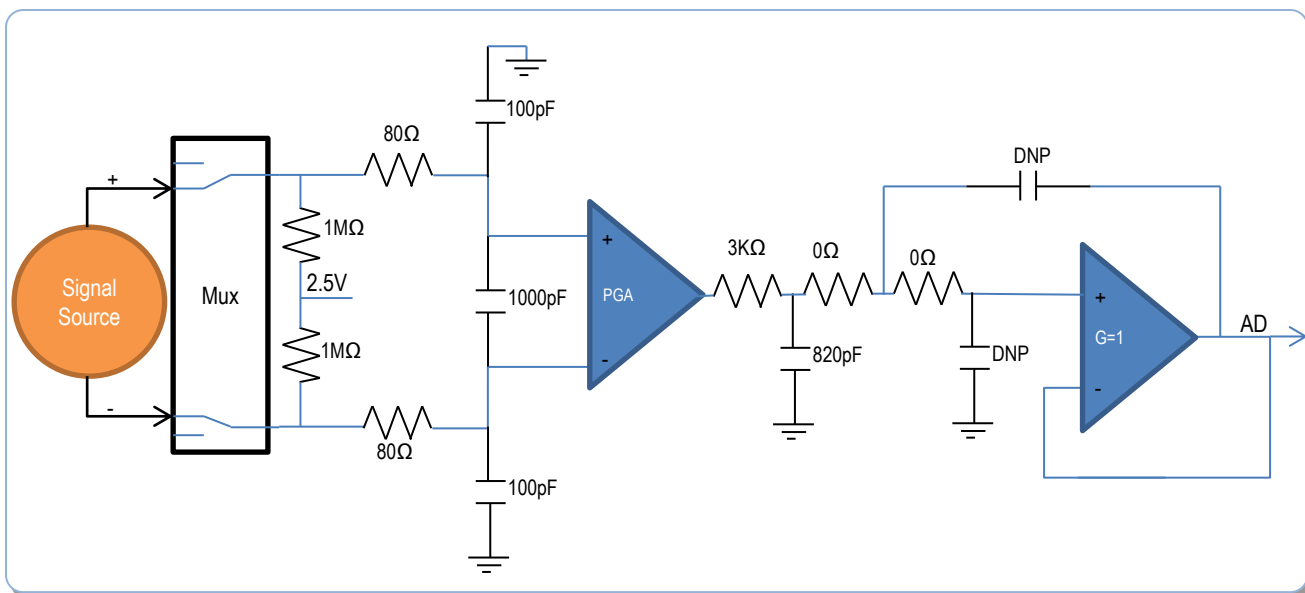 100pF
80Ω
DNP
+
1MΩ
+
3KΩ
0Ω
0Ω
Signal
Source
Mux
2.5V
1000pF
PGA
+
G=1
AD
1MΩ
-
820pF
DNP
-
-
80Ω
100pF